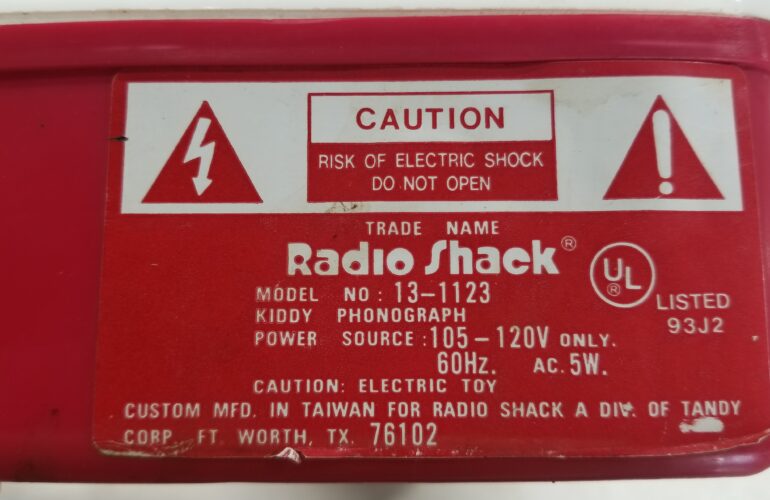 CAUTION
RISK OF ELECTRIC SHOCK
DO NOT OPEN
TRADE NAME
Radio Shack®
UL®
LISTED
93J2
MODEL NO: 13-1123
KIDDY PHONOGRAPH
POWER SOURCE: 105-120V ONLY.
60Hz. AC. 5W.
CAUTION: ELECTRIC TOY
CUSTOM MFD. IN TAIWAN FOR RADIO SHACK A DIV. OF TANDY
CORP. FT. WORTH, TX. 76102